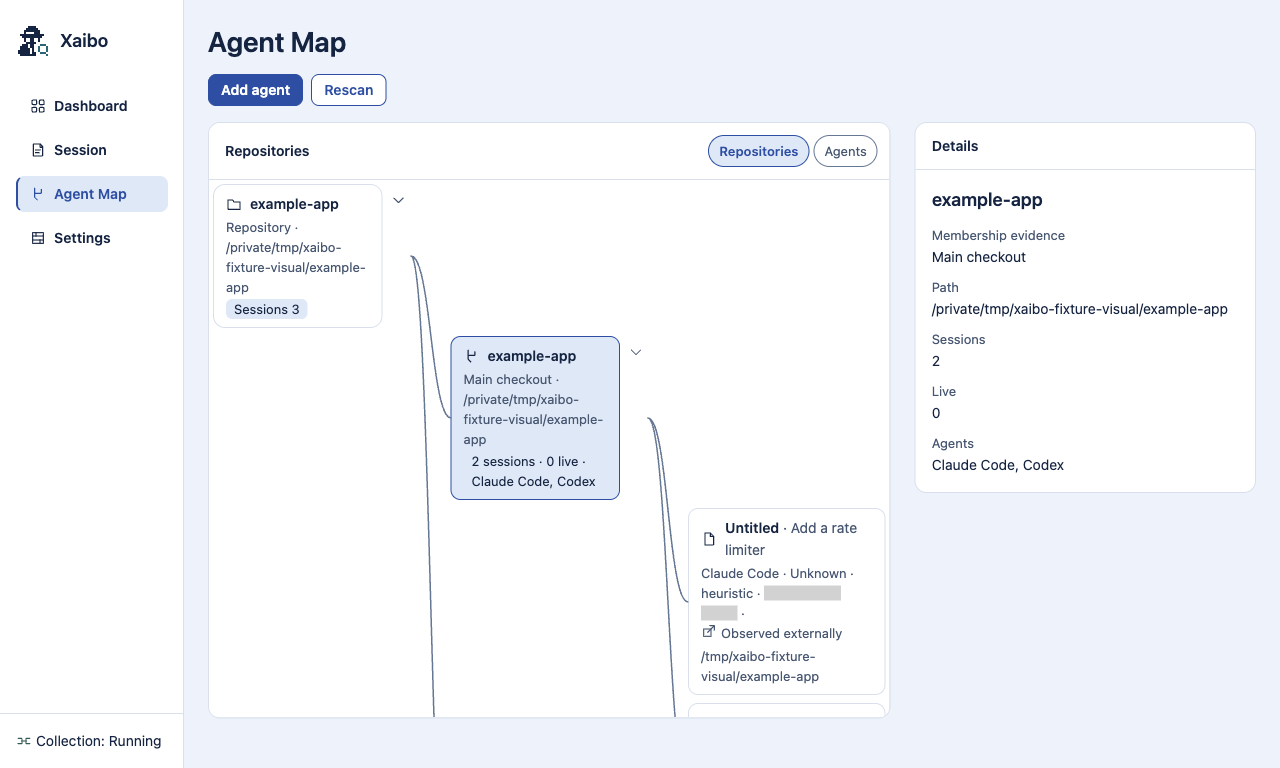 Xaibo
Dashboard
Session
Agent Map
Settings
Collection: Running
Agent Map
Add agent
Rescan
Repositories
Repositories
Agents
example-app
Repository ·
/private/tmp/xaibo-
fixture-visual/example-
app
Sessions 3
example-app
Main checkout ·
/private/tmp/xaibo-
fixture-visual/example-
app
2 sessions · 0 live ·
Claude Code, Codex
Untitled · Add a rate
limiter
Claude Code · Unknown ·
heuristic ·
·
Observed externally
/tmp/xaibo-fixture-
visual/example-app
Details
example-app
Membership evidence
Main checkout
Path
/private/tmp/xaibo-fixture-visual/example-app
Sessions
2
Live
0
Agents
Claude Code, Codex